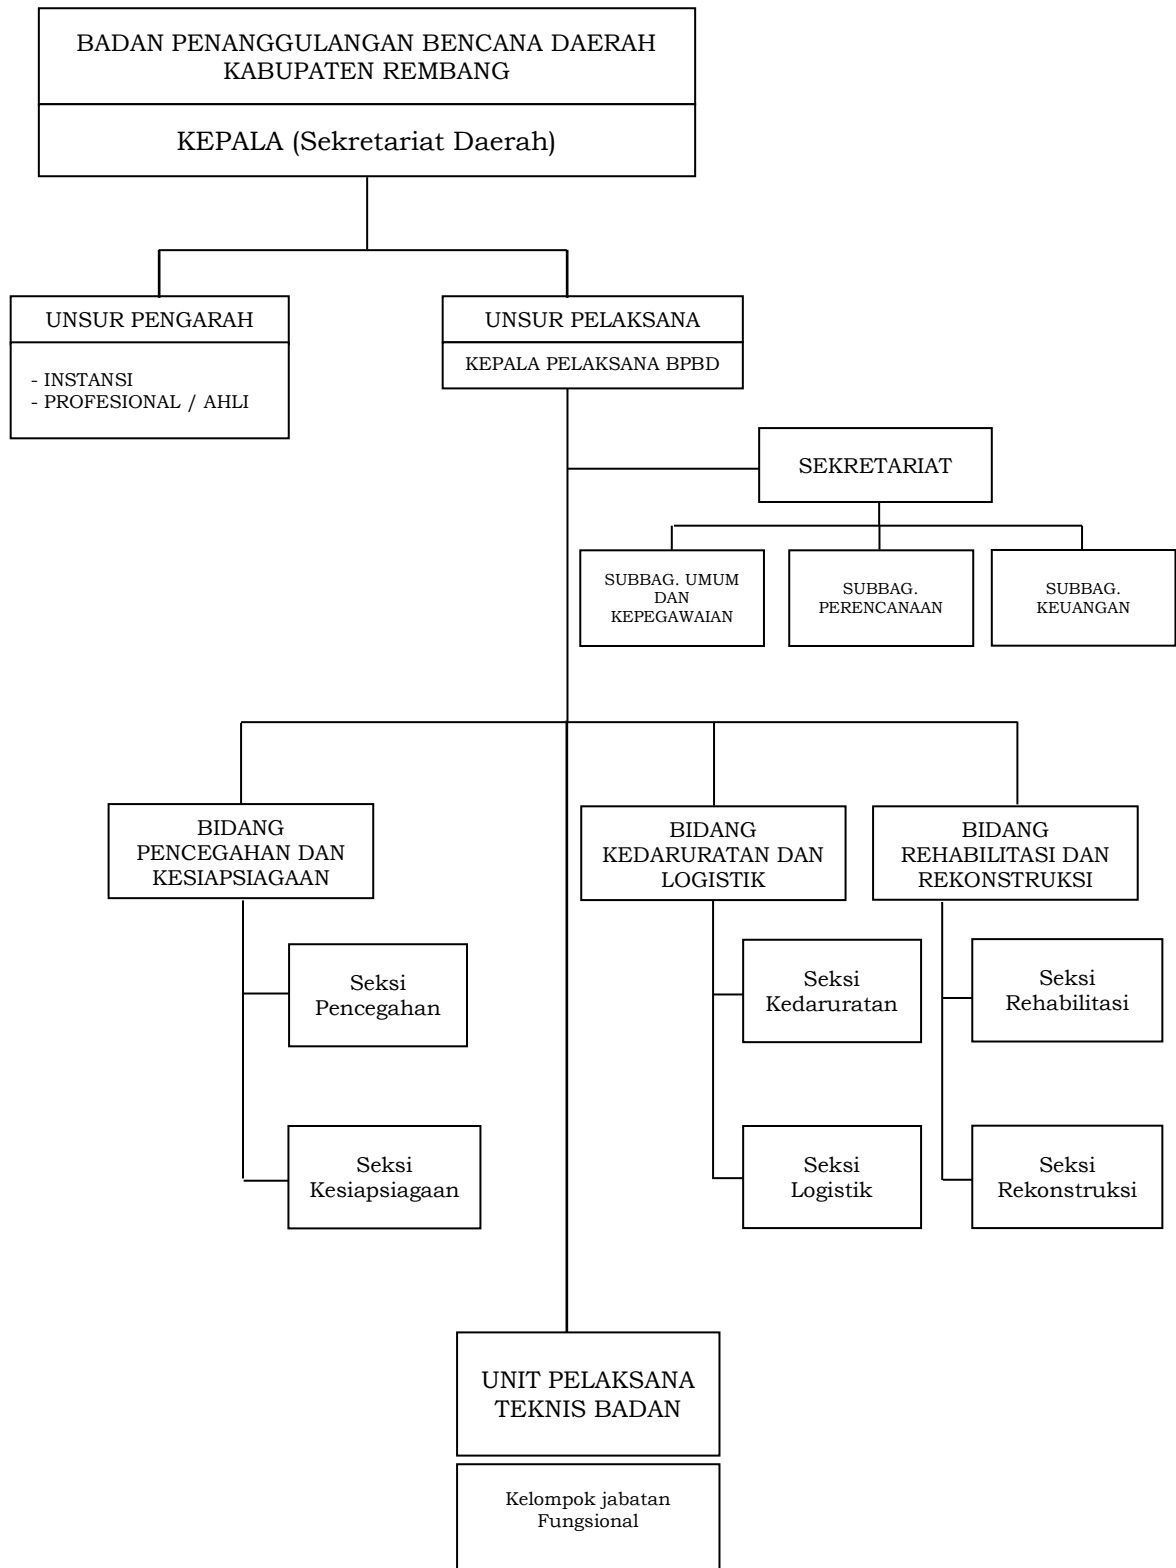 BADAN PENANGGULANGAN BENCANA DAERAH
KABUPATEN REMBANG
KEPALA (Sekretariat Daerah)
UNSUR PENGARAH
- INSTANSI
- PROFESIONAL / AHLI
UNSUR PELAKSANA
KEPALA PELAKSANA BPBD
SEKRETARIAT
SUBBAG. UMUM
DAN
KEPEGAWAIAN
SUBBAG.
PERENCANAAN
SUBBAG.
KEUANGAN
BIDANG
PENCEGAHAN DAN
KESIAPSIAGAAN
BIDANG
KEDARURATAN DAN
LOGISTIK
BIDANG
REHABILITASI DAN
REKONSTRUKSI
Seksi
Pencegahan
Seksi
Kedaruratan
Seksi
Rehabilitasi
Seksi
Kesiapsiagaan
Seksi
Logistik
Seksi
Rekonstruksi
UNIT PELAKSANA
TEKNIS BADAN
Kelompok jabatan
Fungsional